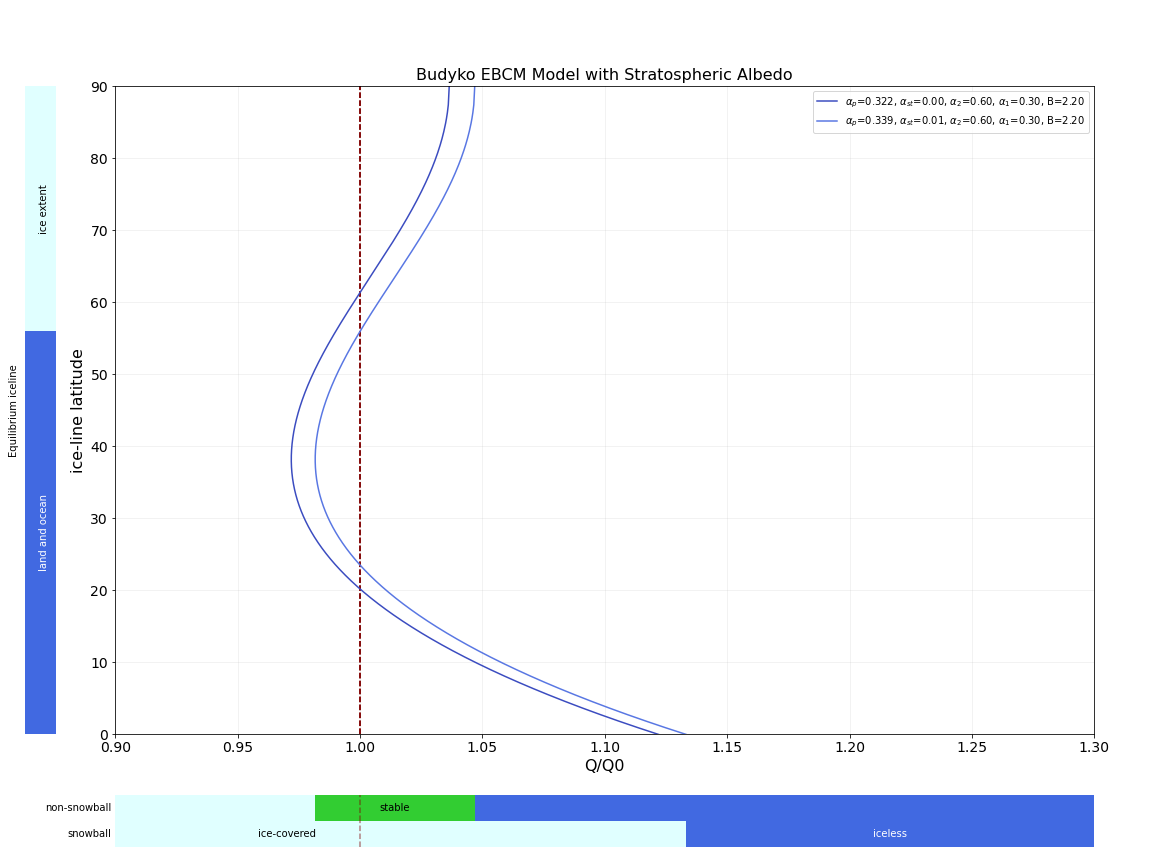 Budyko EBCM Model with Stratospheric Albedo
αp=0.322, αst=0.00, α2=0.60, α1=0.30, B=2.20
αp=0.339, αst=0.01, α2=0.60, α1=0.30, B=2.20
90
80
70
60
50
40
30
20
10
0
ice-line latitude
Equilibrium iceline
ice extent
land and ocean
0.90 0.95 1.00 1.05 1.10 1.15 1.20 1.25 1.30
Q/Q0
non-snowball stable
snowball ice-covered iceless